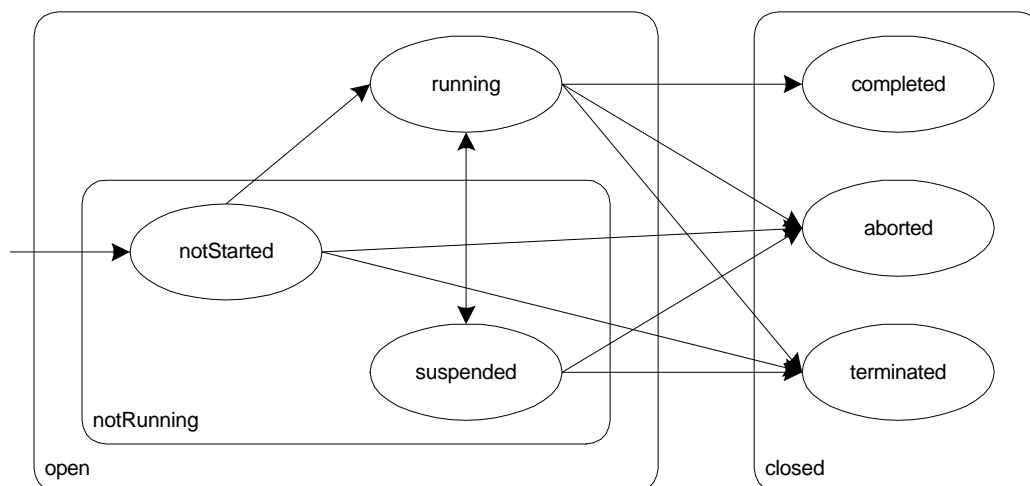 running
completed
notStarted
aborted
suspended
terminated
notRunning
open
closed